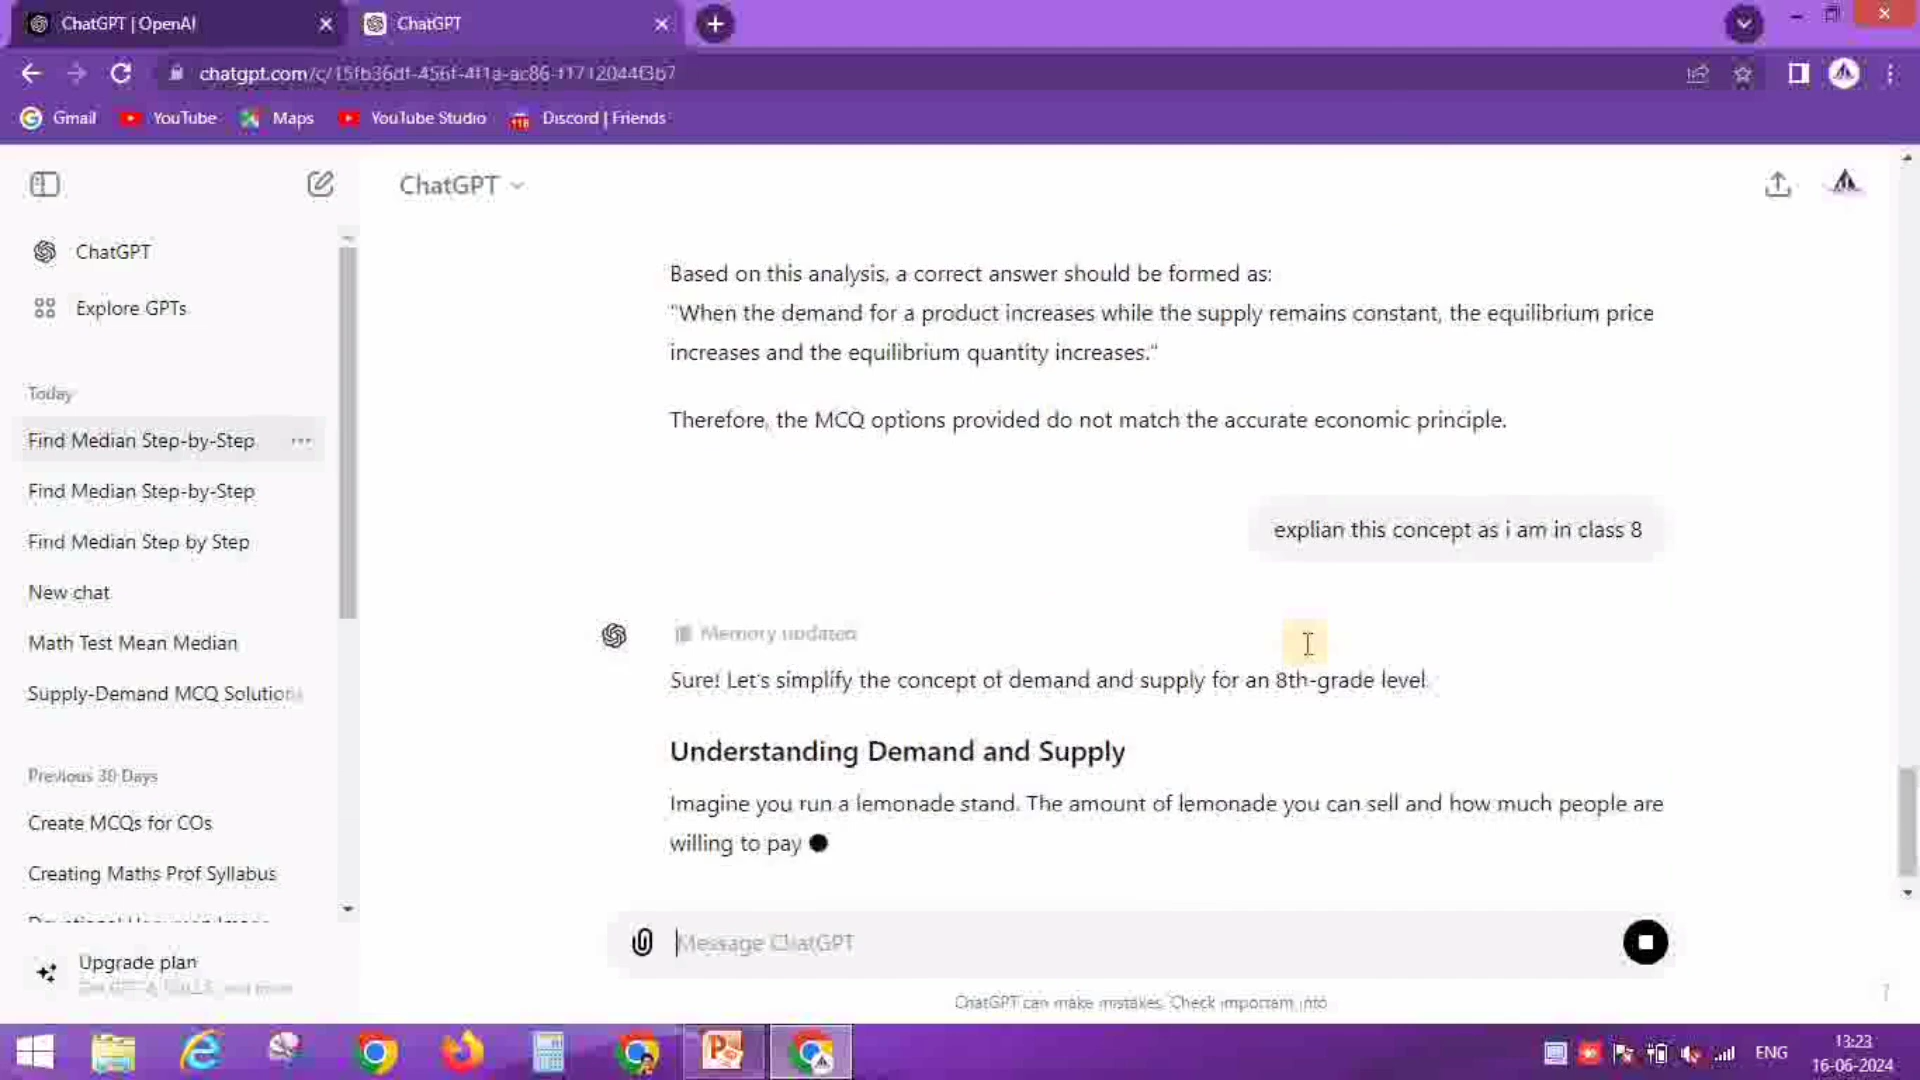 ChatGPT | OpenAI
ChatGPT
chatgpt.com/c/15fb36df-456f-4f1a-ac86-f1712044f3b7
Gmail
YouTube
Maps
YouTube Studio
Discord | Friends
ChatGPT
ChatGPT
Explore GPTs
Today
Find Median Step-by-Step
Find Median Step-by-Step
Find Median Step by Step
New chat
Math Test Mean Median
Supply-Demand MCQ Solutions
Previous 30 Days
Create MCQs for COs
Creating Maths Prof Syllabus
Upgrade plan
Based on this analysis, a correct answer should be formed as:
"When the demand for a product increases while the supply remains constant, the equilibrium price
increases and the equilibrium quantity increases."
Therefore, the MCQ options provided do not match the accurate economic principle.
explian this concept as i am in class 8
Memory updated
Sure! Let's simplify the concept of demand and supply for an 8th-grade level.
Understanding Demand and Supply
Imagine you run a lemonade stand. The amount of lemonade you can sell and how much people are
willing to pay
Message ChatGPT
ChatGPT can make mistakes. Check important info
ENG
13:23
16-06-2024